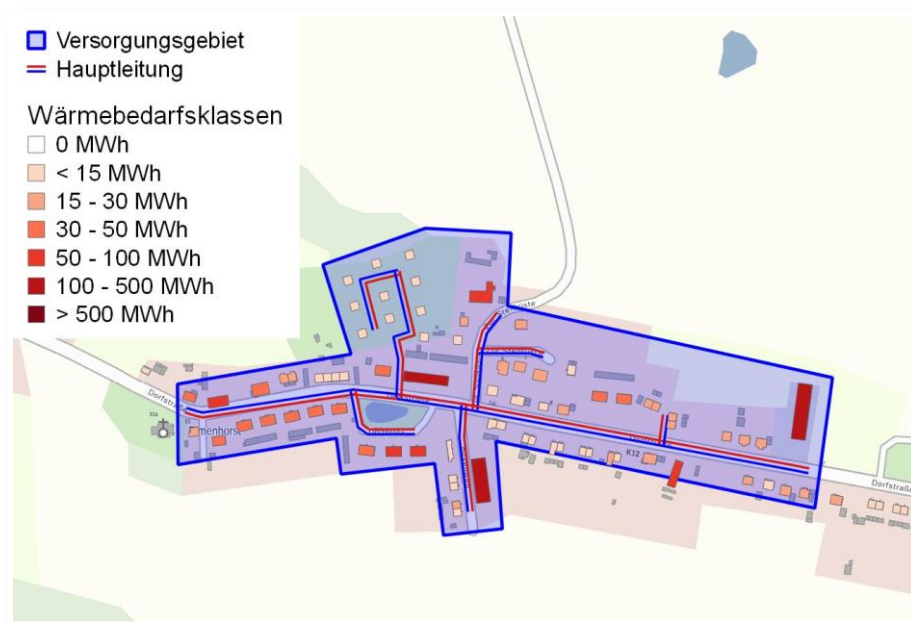 Versorgungsgebiet
Hauptleitung
Wärmebedarfsklassen
0 MWh
< 15 MWh
15 - 30 MWh
30 - 50 MWh
50 - 100 MWh
100 - 500 MWh
> 500 MWh
Dorfstraße
menhorst
K12
Dorfstraße